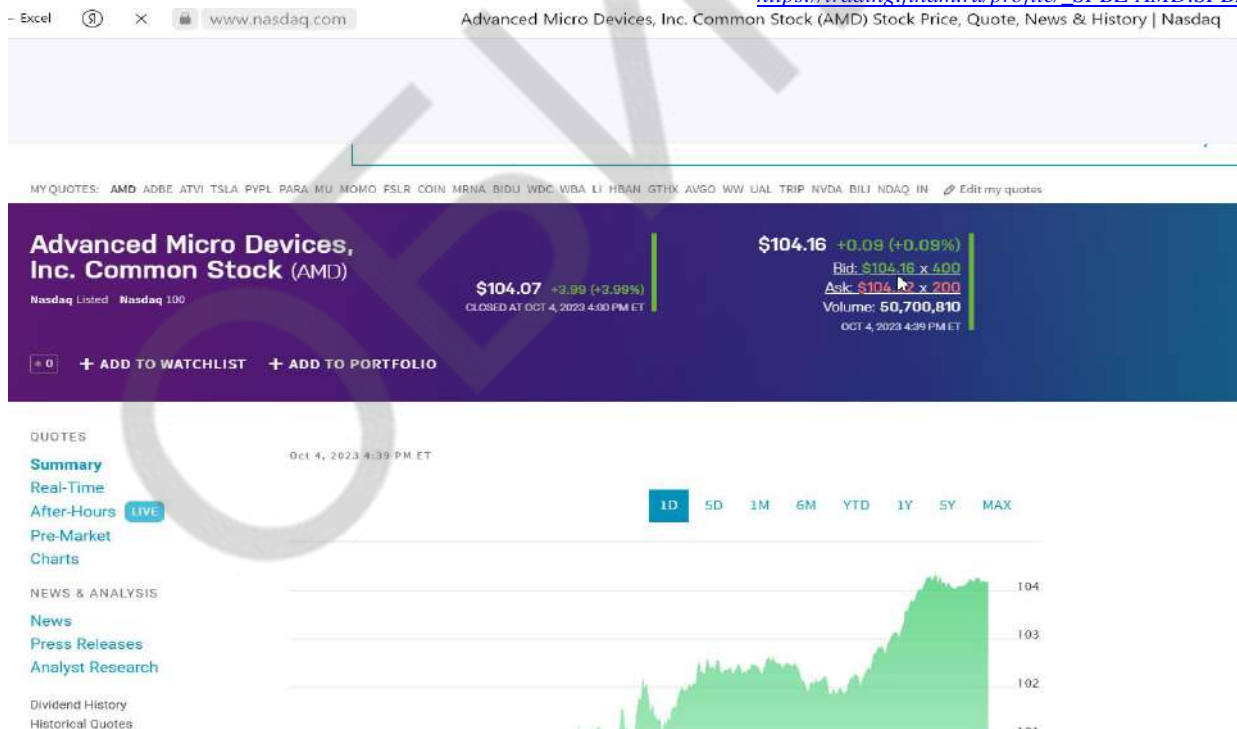 – Excel Я × www.nasdaq.com Advanced Micro Devices, Inc. Common Stock (AMD) Stock Price, Quote, News & History | Nasdaq
MY QUOTES: AMD ADBE ATVI TSLA PYPL PARA MU MOMO FSLR COIN MRNA BIDU WDC WBA LI HBAN GTHX AVGO WW UAL TRIP NVDA BILI NDAQ IN Edit my quotes
Advanced Micro Devices,
Inc. Common Stock (AMD)
Nasdaq Listed Nasdaq 100
$104.07 +3.99 (+3.99%)
CLOSED AT OCT 4, 2023 4:00 PM ET
$104.16 +0.09 (+0.09%)
Bid: $104.16 x 400
Ask: x 200
Volume: 50,700,810
OCT 4, 2023 4:39 PM ET
0 + ADD TO WATCHLIST + ADD TO PORTFOLIO
QUOTES
Summary
Real-Time
After-Hours LIVE
Pre-Market
Charts
NEWS & ANALYSIS
News
Press Releases
Analyst Research
Dividend History
Historical Quotes
Oct 4, 2023 4:39 PM ET
1D 5D 1M 6M YTD 1Y 5Y MAX
104
103
102